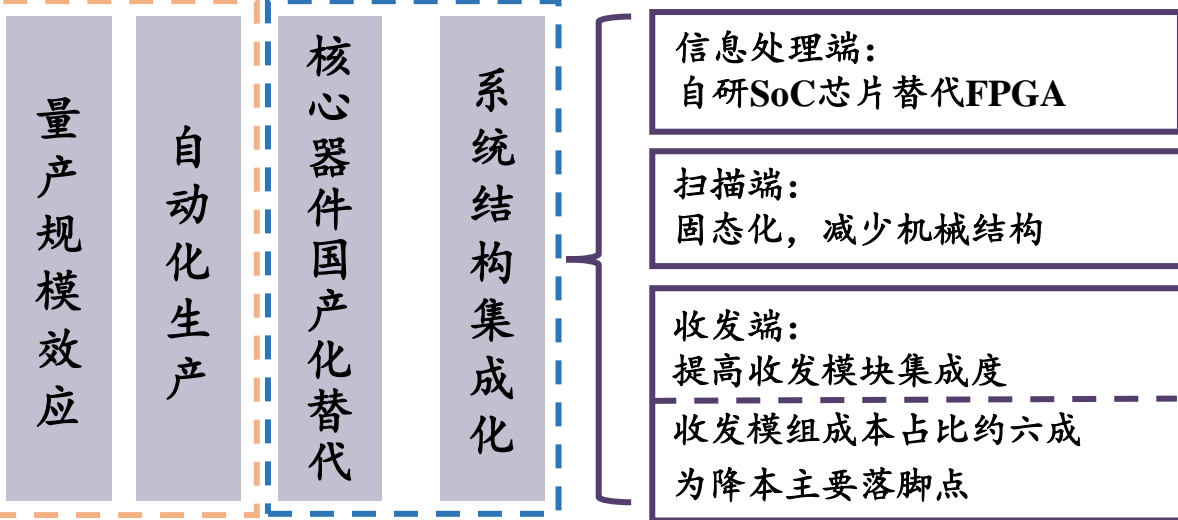 量产规模效应
自动化生产
核心器件国产化替代
系统结构集成化
信息处理端：
自研SoC芯片替代FPGA
扫描端：
固态化，减少机械结构
收发端：
提高收发模块集成度
收发模组成本占比约六成
为降本主要落脚点